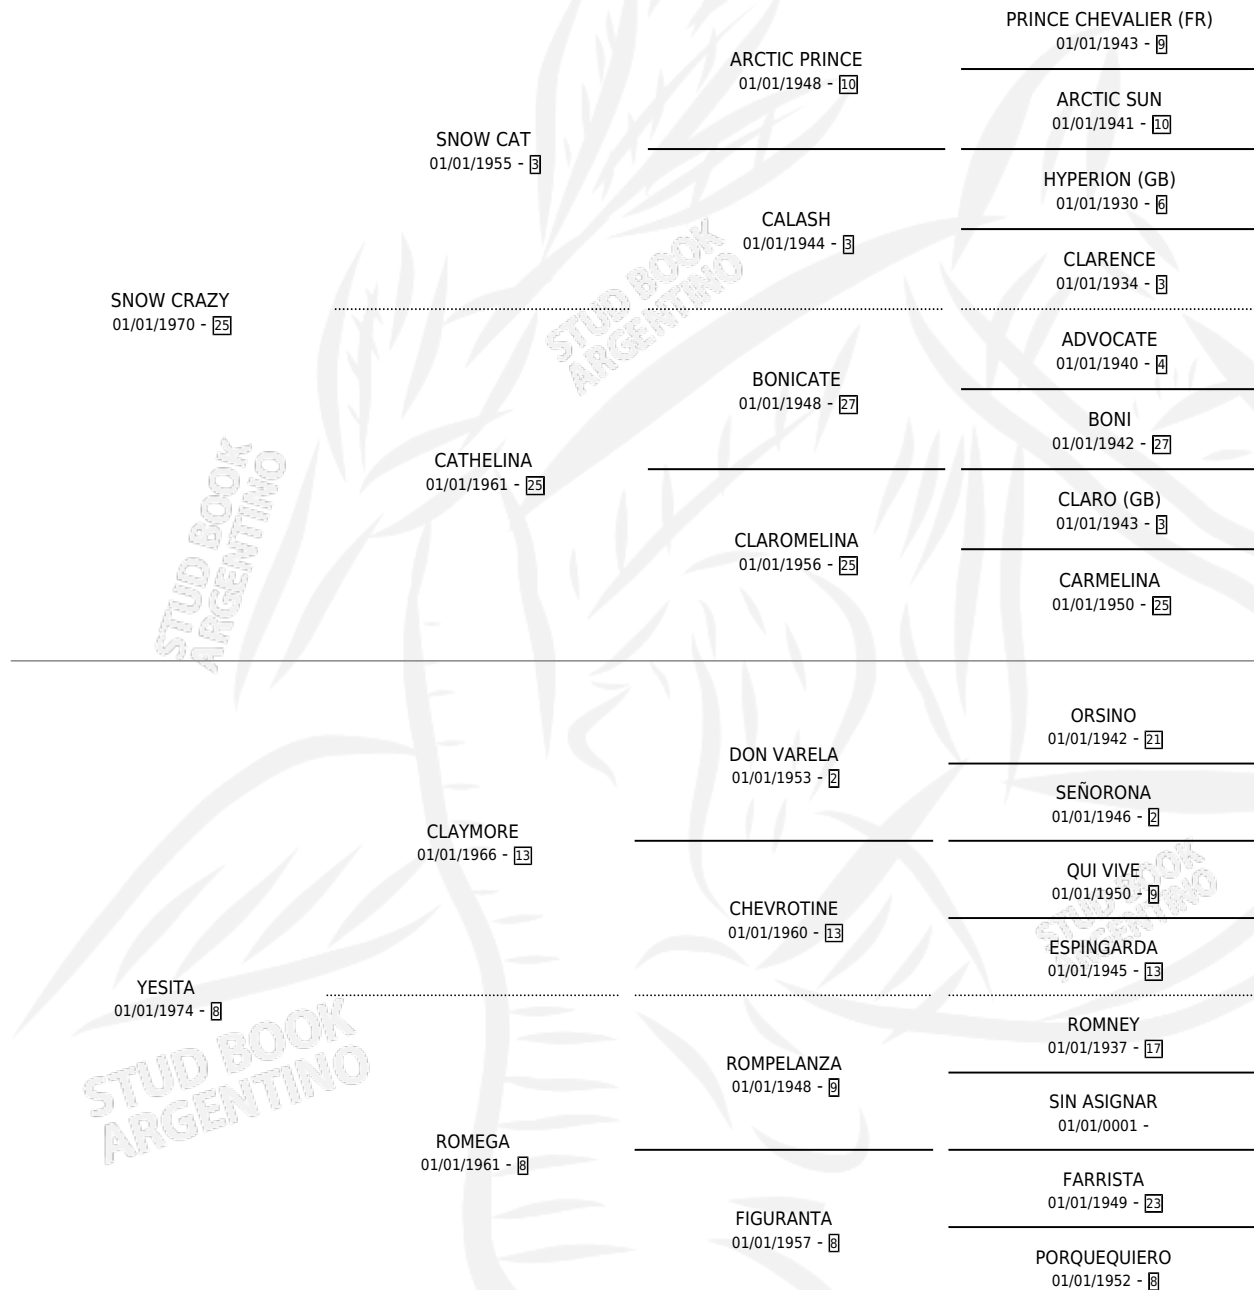 PRINCE CHEVALIER (FR)
01/01/1943 - 9
ARCTIC PRINCE
01/01/1948 - 10
ARCTIC SUN
01/01/1941 - 10
SNOW CAT
01/01/1955 - 3
HYPERION (GB)
01/01/1930 - 6
CALASH
01/01/1944 - 3
CLARENCE
01/01/1934 - 3
SNOW CRAZY
01/01/1970 - 25
ADVOCATE
01/01/1940 - 4
BONICATE
01/01/1948 - 27
BONI
01/01/1942 - 27
CATHELINA
01/01/1961 - 25
CLARO (GB)
01/01/1943 - 3
CLAROMELINA
01/01/1956 - 25
CARMELINA
01/01/1950 - 25
ORSINO
01/01/1942 - 21
DON VARELA
01/01/1953 - 2
SEÑORONA
01/01/1946 - 2
CLAYMORE
01/01/1966 - 13
QUI VIVE
01/01/1950 - 9
CHEVROTINE
01/01/1960 - 13
ESPINGARDA
01/01/1945 - 13
YESITA
01/01/1974 - 8
ROMNEY
01/01/1937 - 17
ROMPELANZA
01/01/1948 - 9
SIN ASIGNAR
01/01/0001 -
ROMEGA
01/01/1961 - 8
FARRISTA
01/01/1949 - 23
FIGURANTA
01/01/1957 - 8
PORQUEQUIERO
01/01/1952 - 8
STUD BOOK
ARGENTINO
STUD BOOK
ARGENTINO
STUD BOOK
ARGENTINO
STUD BOOK
ARGENTINO